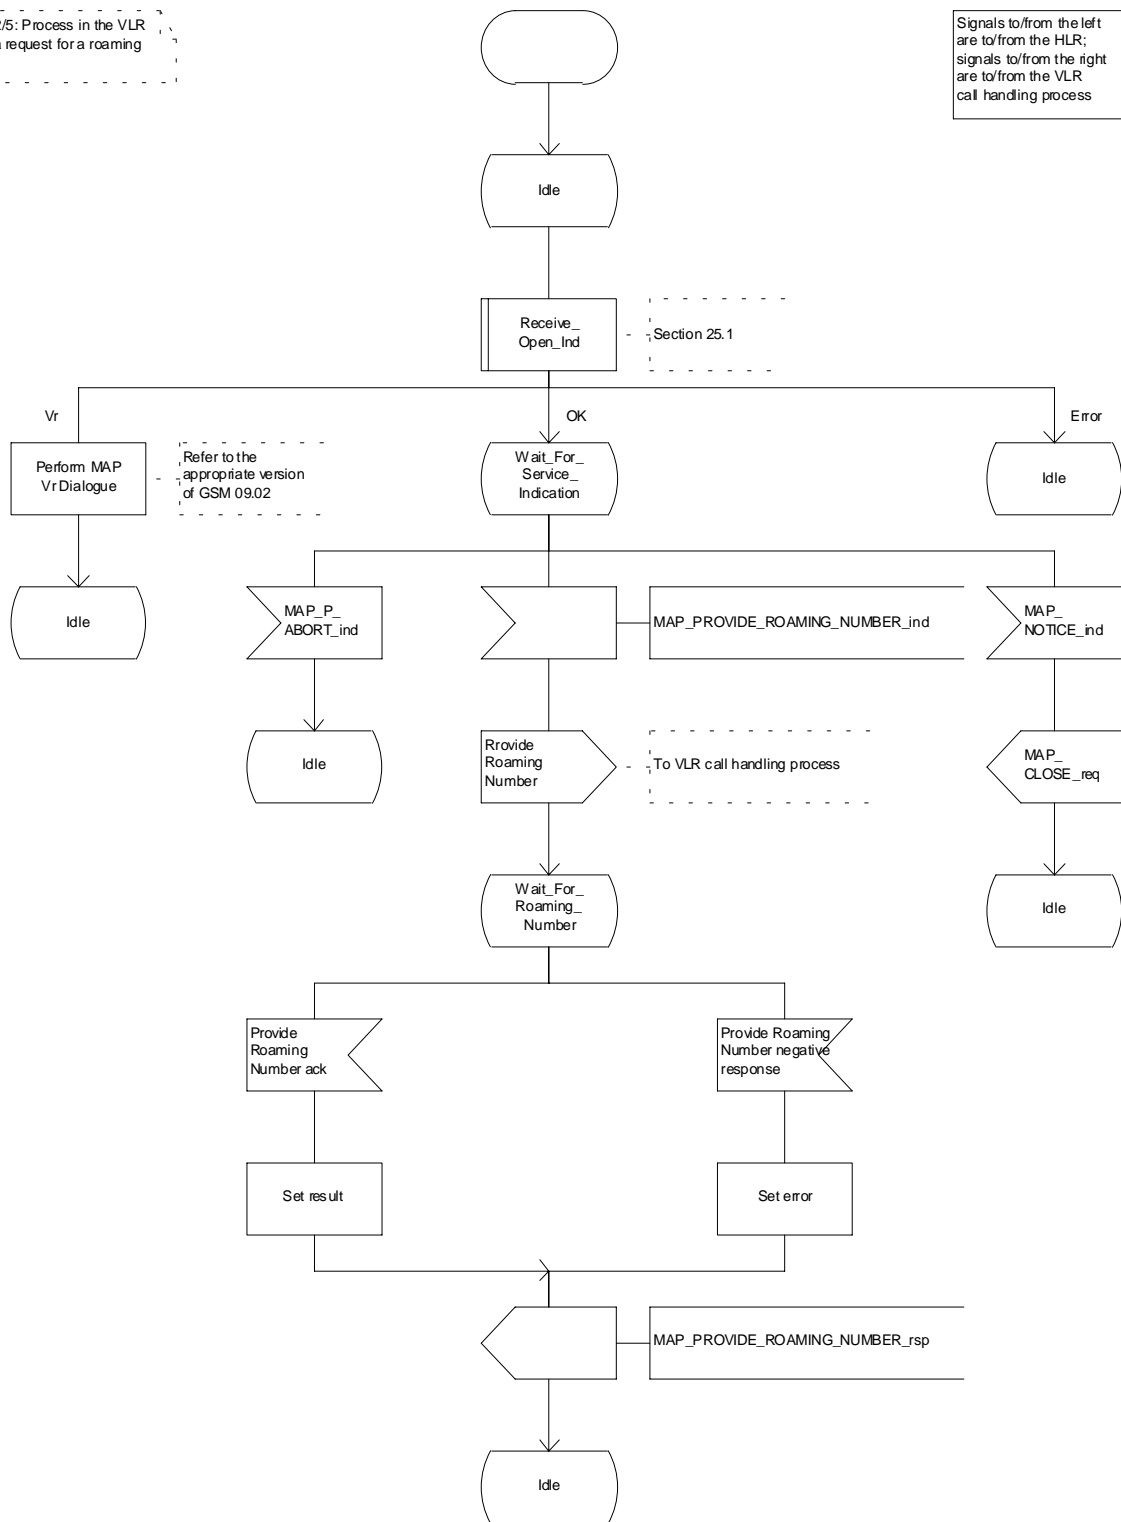 2/5: Process in the VLR
request for a roaming
Signals to/from the left
are to/from the HLR;
signals to/from the right
are to/from the VLR
call handling process
Idle
Receive_
Open_Ind
Section 25.1
Vr
OK
Error
Perform MAP
Vr Dialogue
Refer to the
appropriate version
of GSM 09.02
Wait_For_
Service_
Indication
Idle
Idle
MAP_P_
ABORT_ind
MAP_PROVIDE_ROAMING_NUMBER_ind
MAP_
NOTICE_ind
Idle
Rrovide
Roaming
Number
To VLR call handling process
MAP_
CLOSE_req
Wait_For_
Roaming_
Number
Idle
Provide
Roaming
Number ack
Provide Roaming
Number negative
response
Set result
Set error
MAP_PROVIDE_ROAMING_NUMBER_rsp
Idle